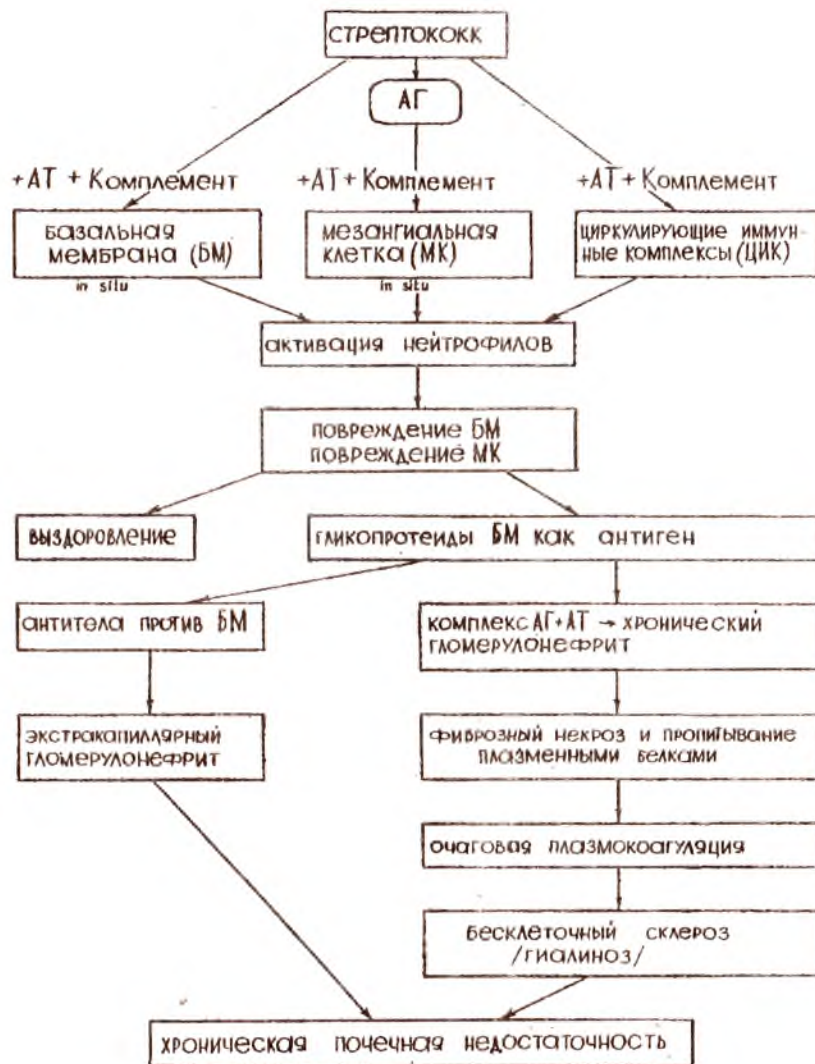 СТРЕПТОКОКК
АГ
+АТ + Комплемент
+АТ + Комплемент
+АТ + Комплемент
БАЗАЛЬНАЯ
МЕМБРАНА (БМ)
in situ
МЕЗАНГИАЛЬНАЯ
КЛЕТКА (МК)
in situ
ЦИРКУЛИРУЮЩИЕ ИММУН-
НЫЕ КОМПЛЕКСЫ (ЦИК)
АКТИВАЦИЯ НЕЙТРОФИЛОВ
ПОВРЕЖДЕНИЕ БМ
ПОВРЕЖДЕНИЕ МК
ВЫЗДОРОВЛЕНИЕ
ГЛИКОПРОТЕИДЫ БМ КАК АНТИГЕН
АНТИТЕЛА ПРОТИВ БМ
КОМПЛЕКС АГ+АТ → ХРОНИЧЕСКИЙ
ГЛОМЕРУЛОНЕФРИТ
ЭКСТРАКАПИЛЛЯРНЫЙ
ГЛОМЕРУЛОНЕФРИТ
ФИБРОЗНЫЙ НЕКРОЗ И ПРОПИТЫВАНИЕ
ПЛАЗМЕННЫМИ БЕЛКАМИ
ОЧАГОВАЯ ПЛАЗМОКОАГУЛЯЦИЯ
БЕСКЛЕТОЧНЫЙ СКЛЕРОЗ
/ГИАЛИНОЗ/
ХРОНИЧЕСКАЯ ПОЧЕЧНАЯ НЕДОСТАТОЧНОСТЬ